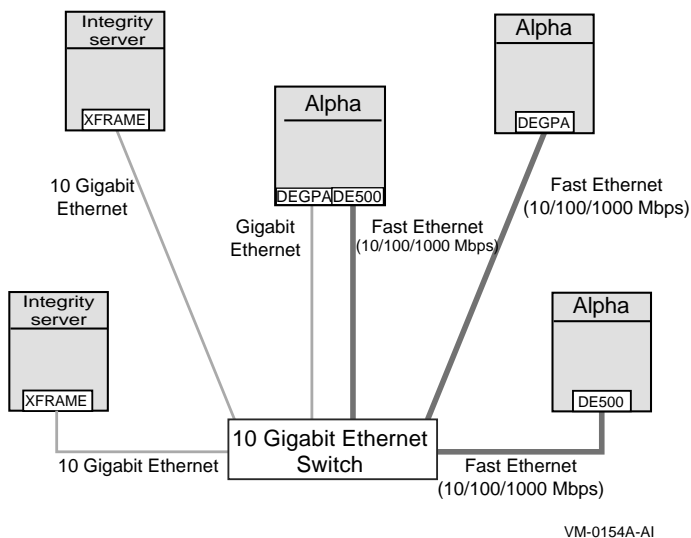 Integrity
server
XFRAME
Alpha
DEGPA
Alpha
DEGPA DE500
10 Gigabit
Ethernet
Gigabit
Ethernet
Fast Ethernet
(10/100/1000 Mbps)
Fast Ethernet
(10/100/1000 Mbps)
Integrity
server
XFRAME
Alpha
DE500
10 Gigabit Ethernet
Switch
10 Gigabit Ethernet
Fast Ethernet
(10/100/1000 Mbps)
VM-0154A-AI